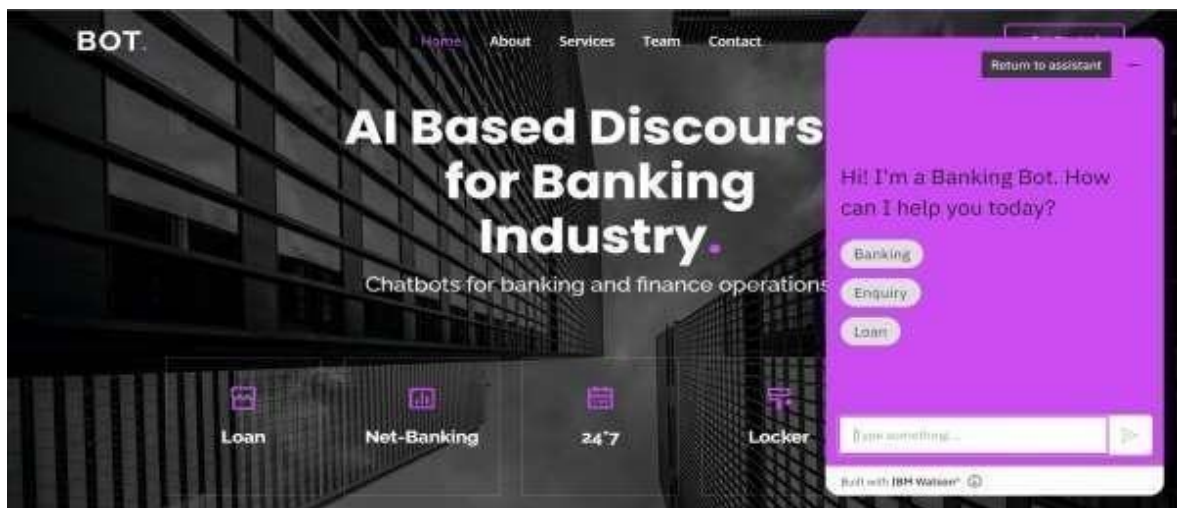 BOT.
Home About Services Team Contact
Return to assistant
AI Based Discours
for Banking
Industry.
Chatbots for banking and finance operations
Hi! I'm a Banking Bot. How
can I help you today?
Banking
Enquiry
Loan
Loan
Net-Banking
24*7
Locker
Type something...
Built with IBM Watson®